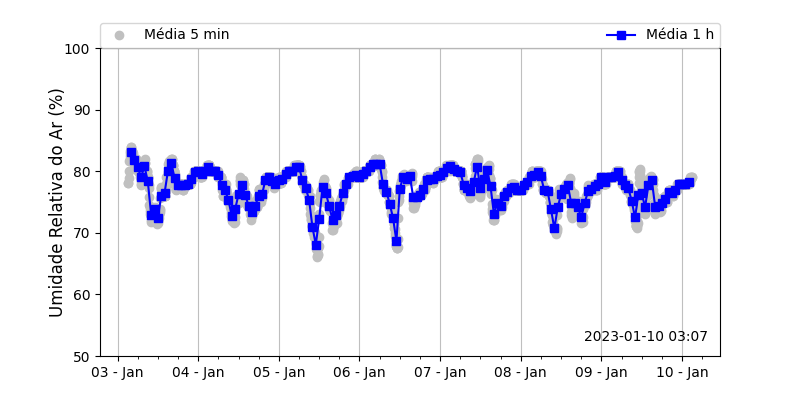 Média 5 min
Média 1 h
Umidade Relativa do Ar (%)
100
90
80
70
60
50
2023-01-10 03:07
03 - Jan
04 - Jan
05 - Jan
06 - Jan
07 - Jan
08 - Jan
09 - Jan
10 - Jan